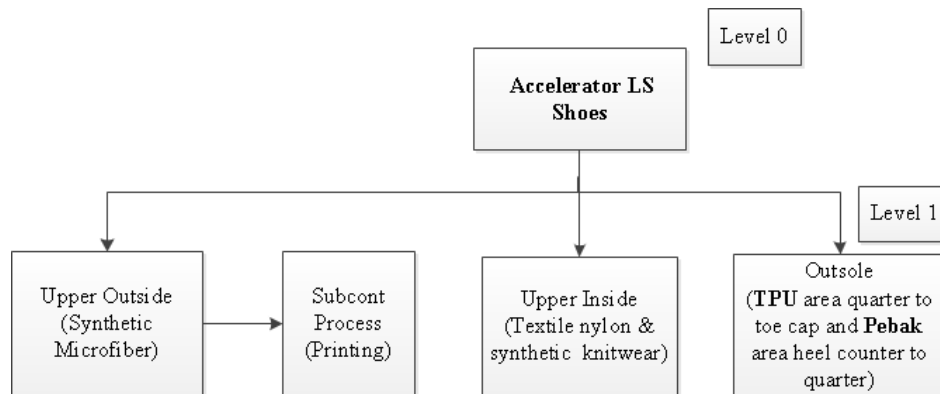 Level 0
Accelerator LS
Shoes
Level 1
Upper Outside
(Synthetic
Microfiber)
Subcont
Process
(Printing)
Upper Inside
(Textile nylon &
synthetic knitwear)
Outsole
(TPU area quarter to
toe cap and Pebak
area heel counter to
quarter)